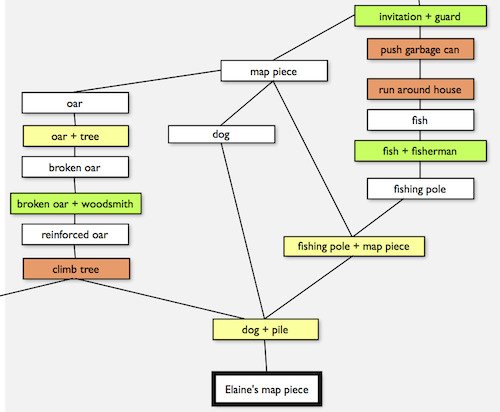 invitation + guard
push garbage can
map piece
run around house
oar
fish
dog
oar + tree
fish + fisherman
broken oar
fishing pole
broken oar + woodsmith
reinforced oar
fishing pole + map piece
climb tree
dog + pile
Elaine's map piece